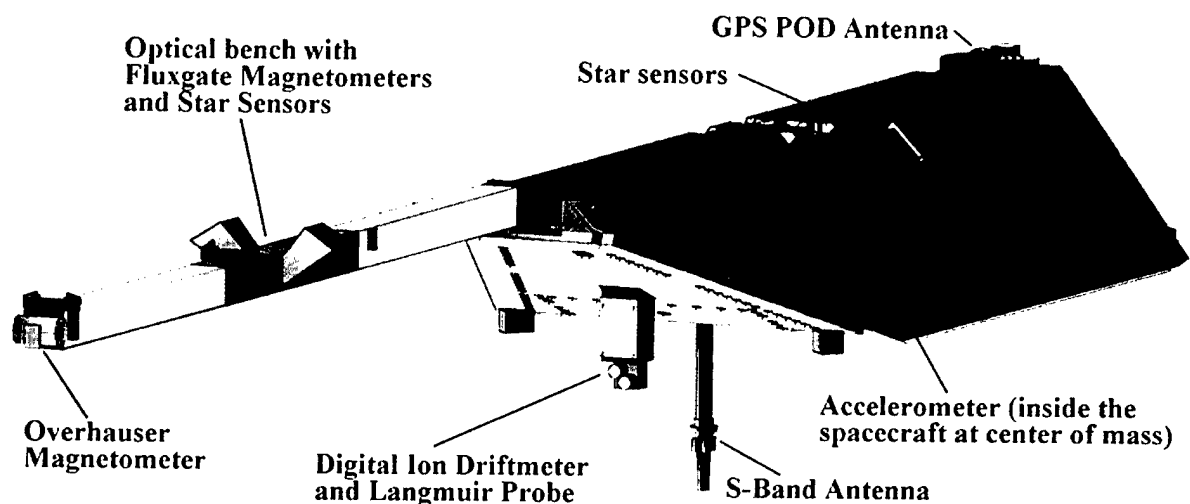 Optical bench with
Fluxgate Magnetometers
and Star Sensors
GPS POD Antenna
Star sensors
Overhauser
Magnetometer
Digital Ion Driftmeter
and Langmuir Probe
S-Band Antenna
Accelerometer (inside the
spacecraft at center of mass)